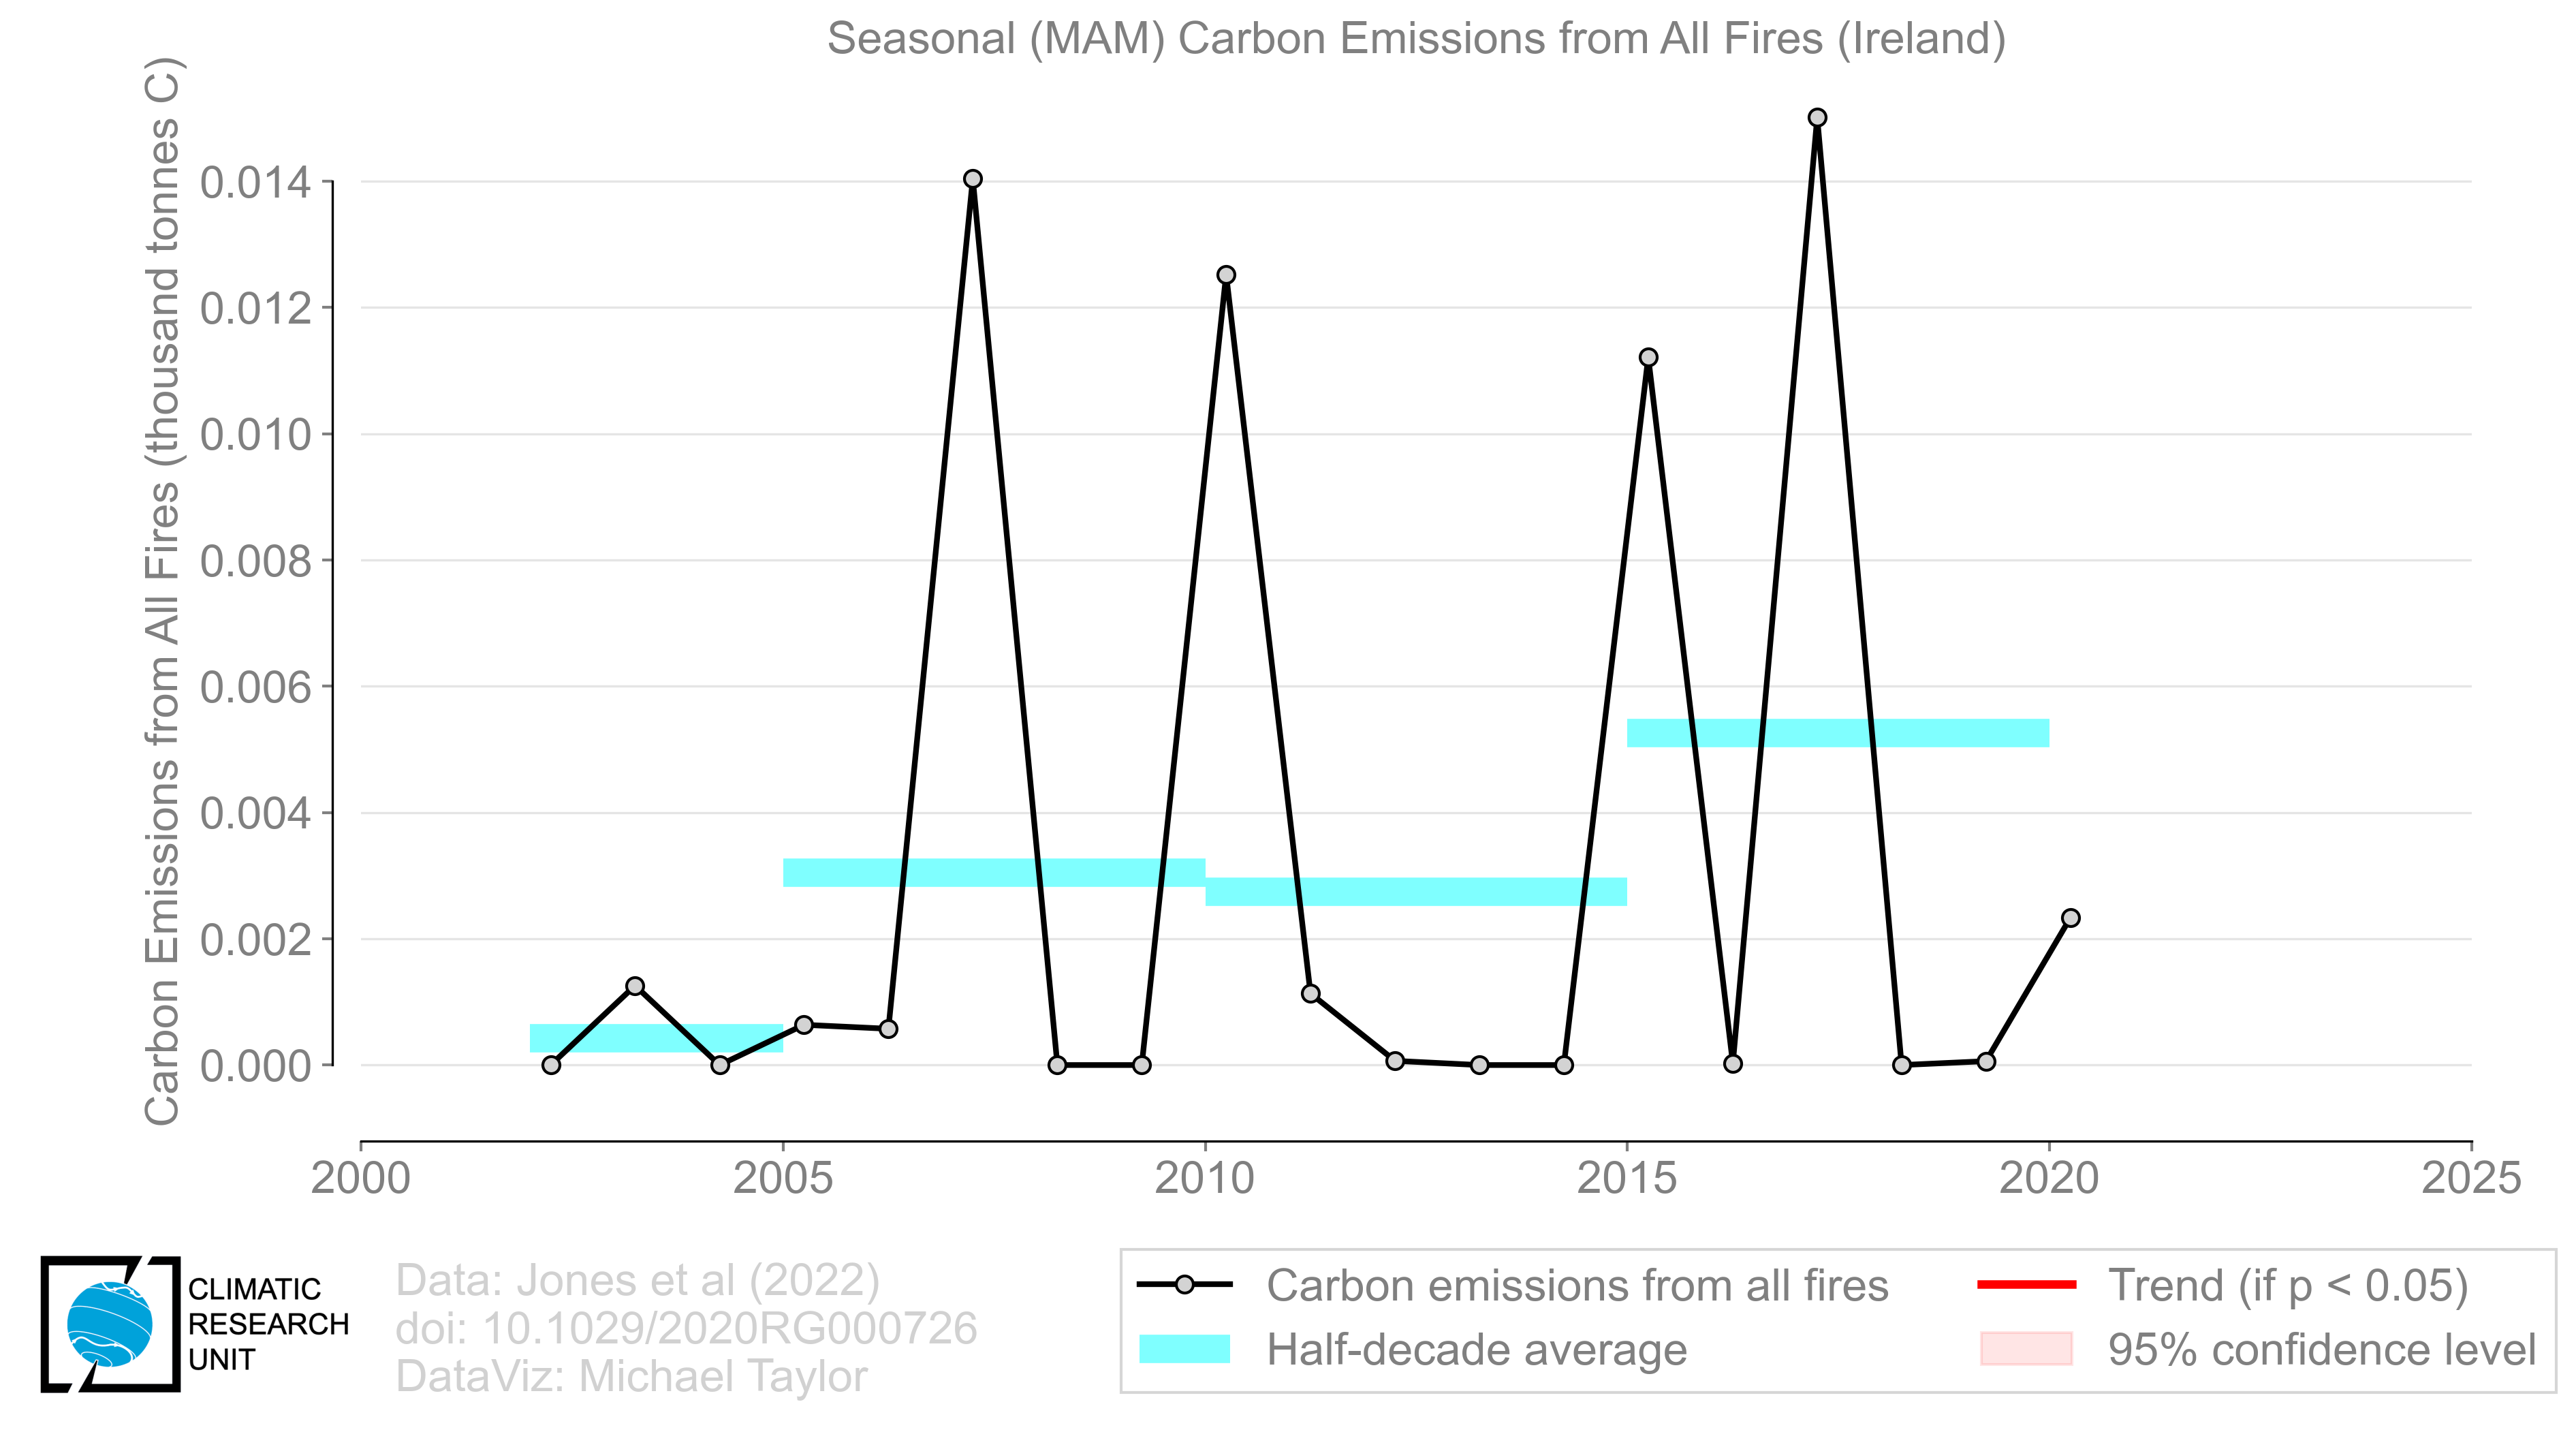 Seasonal (MAM) Carbon Emissions from All Fires (Ireland)
Carbon Emissions from All Fires (thousand tonnes C)
0.014
0.012
0.010
0.008
0.006
0.004
0.002
0.000
2000
2005
2010
2015
2020
2025
CLIMATIC
RESEARCH
UNIT
Data: Jones et al (2022)
doi: 10.1029/2020RG000726
DataViz: Michael Taylor
Carbon emissions from all fires
Half-decade average
Trend (if p < 0.05)
95% confidence level